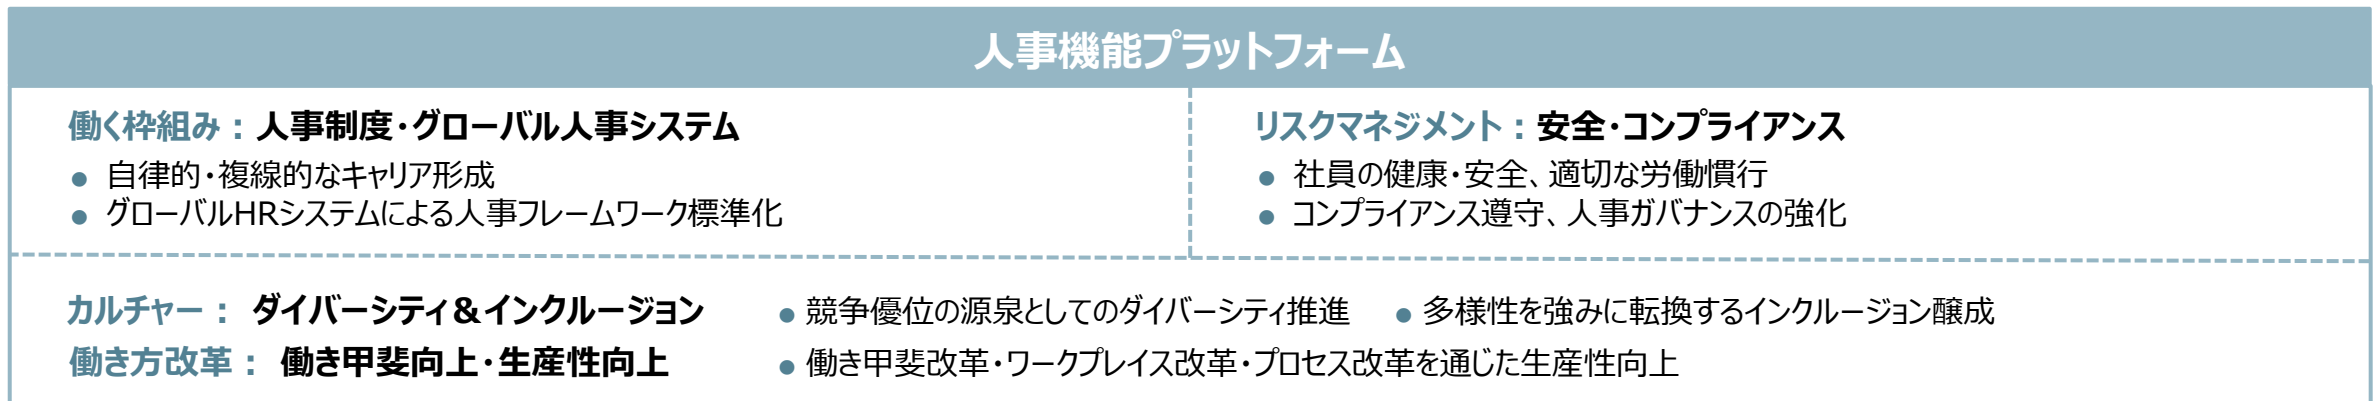 人事機能プラットフォーム
働く枠組み：人事制度・グローバル人事システム
● 自律的・複線的なキャリア形成
● グローバルHRシステムによる人事フレームワーク標準化
リスクマネジメント：安全・コンプライアンス
● 社員の健康・安全、適切な労働慣行
● コンプライアンス遵守、人事ガバナンスの強化
カルチャー： ダイバーシティ＆インクルージョン ● 競争優位の源泉としてのダイバーシティ推進 ● 多様性を強みに転換するインクルージョン醸成
働き方改革： 働き甲斐向上・生産性向上 ● 働き甲斐改革・ワークプレイス改革・プロセス改革を通じた生産性向上